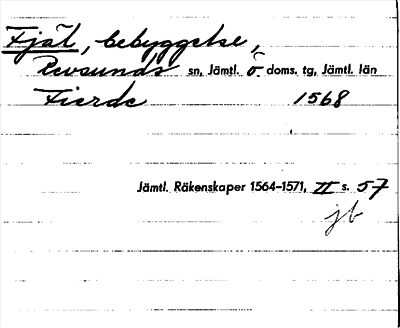 Fjäl, bebyggelse,
Revsunds sn, Jämtl. Ö. doms. tg, Jämtl. län
Fierde 1568
Jämtl. Räkenskaper 1564–1571, II s. 57
jb